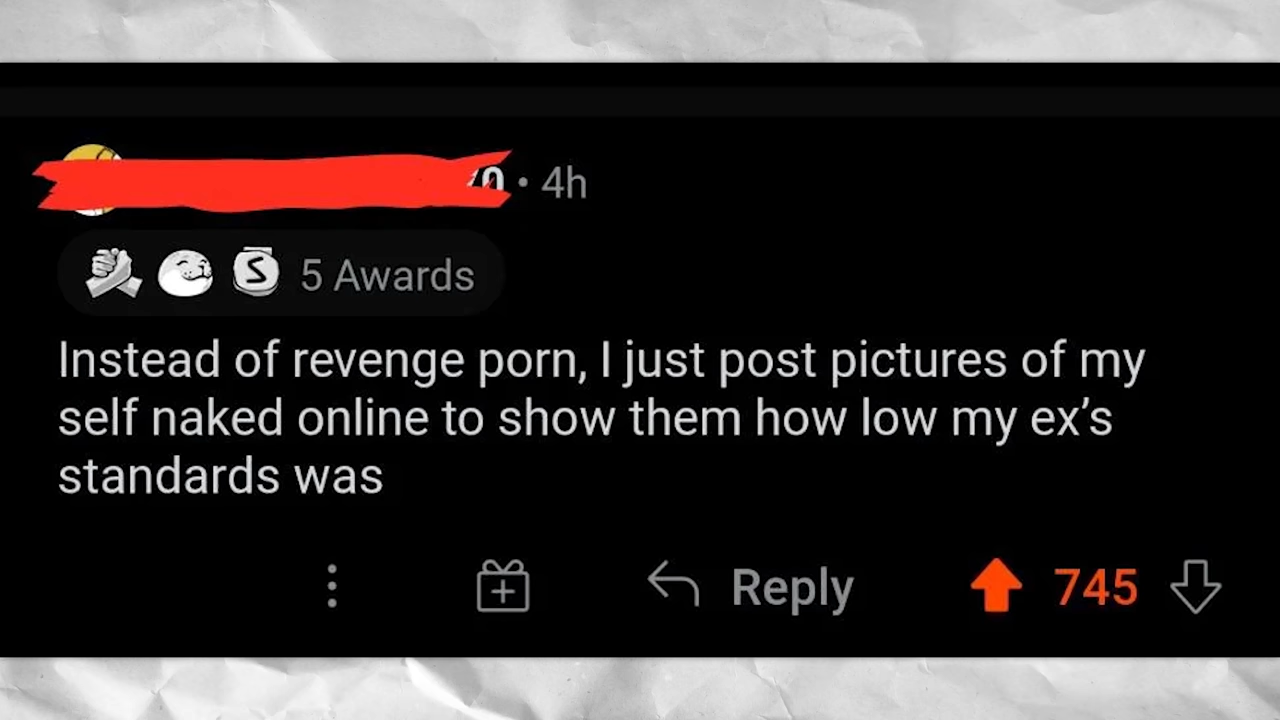 • 4h
5 Awards
Instead of revenge porn, I just post pictures of my
self naked online to show them how low my ex’s
standards was
Reply 745